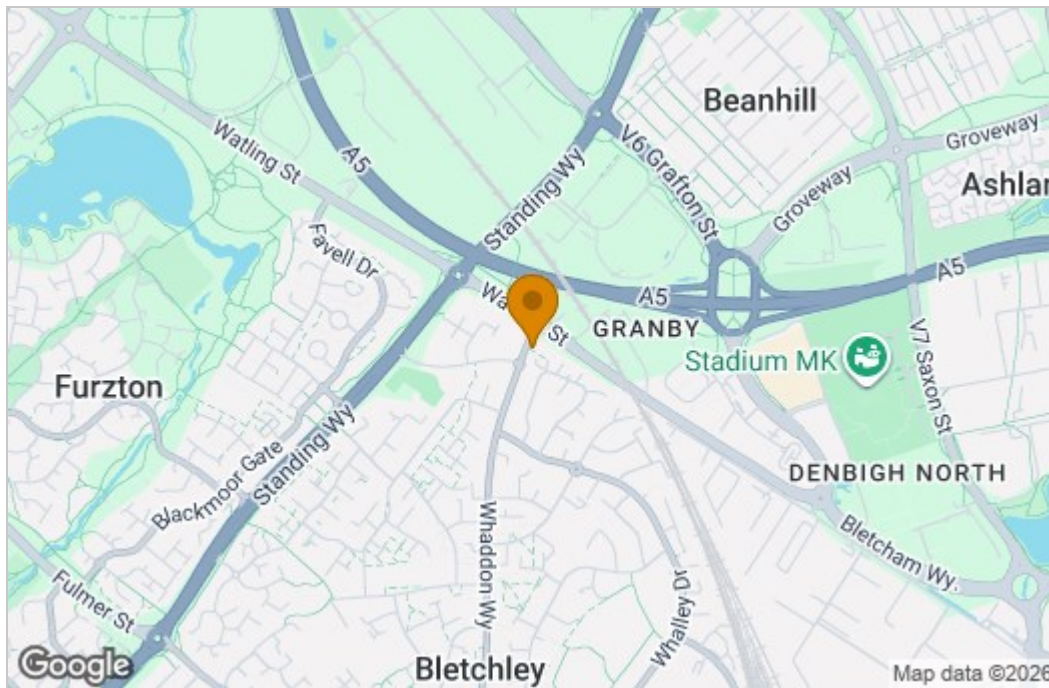 Beanhill
Groveway
Watling St
A5
Standing Wy
V6 Grafton St
Groveway
Ashlan
Favell Dr
A5
A5
GRANBY
St
Stadium MK
V7 Saxon St
Furzton
Standing Wy
Blackmoor Gate
DENBIGH NORTH
Whaddon Wy
Bletcham Wy.
Fulmer St
Whalley Dr
Bletchley
Google
Map data ©2026